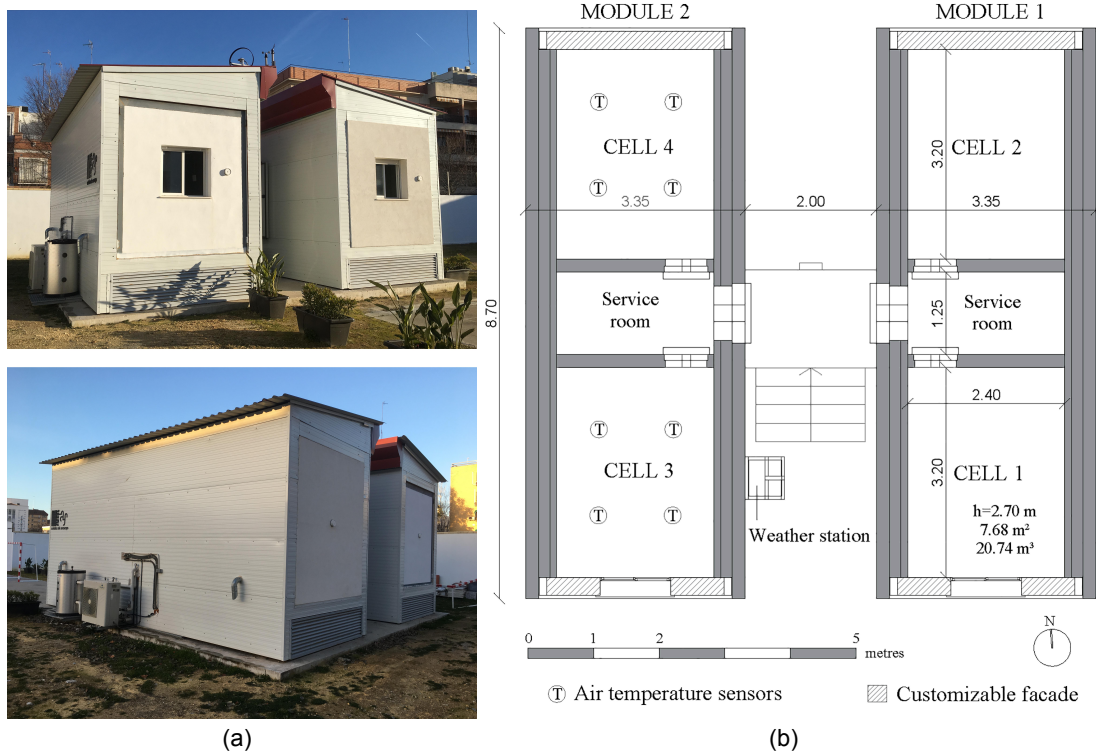 MODULE 2
MODULE 1
T T
CELL 4
CELL 2
T T
3.20
3.35
2.00
3.35
8.70
Service
room
1.25
Service
room
2.40
T T
CELL 3
CELL 1
3.20
T T
h=2.70 m
7.68 m²
20.74 m³
Weather station
N
0 1 2 5
metres
T Air temperature sensors
Customizable facade
(a)
(b)